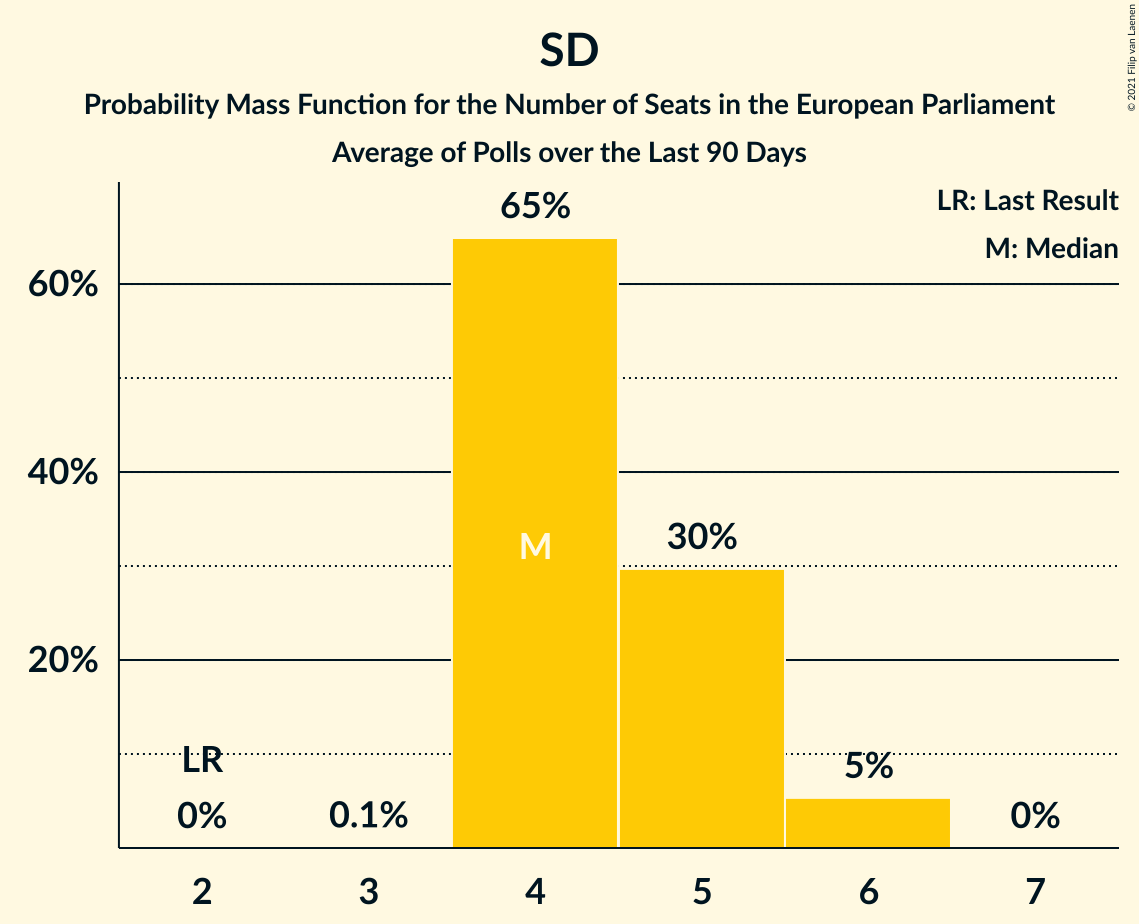 SD
Probability Mass Function for the Number of Seats in the European Parliament
Average of Polls over the Last 90 Days
© 2021 Filip van Laenen
LR: Last Result
M: Median
65%
60%
40%
30%
M
20%
LR
5%
0%
0.1%
0%
2 3 4 5 6 7